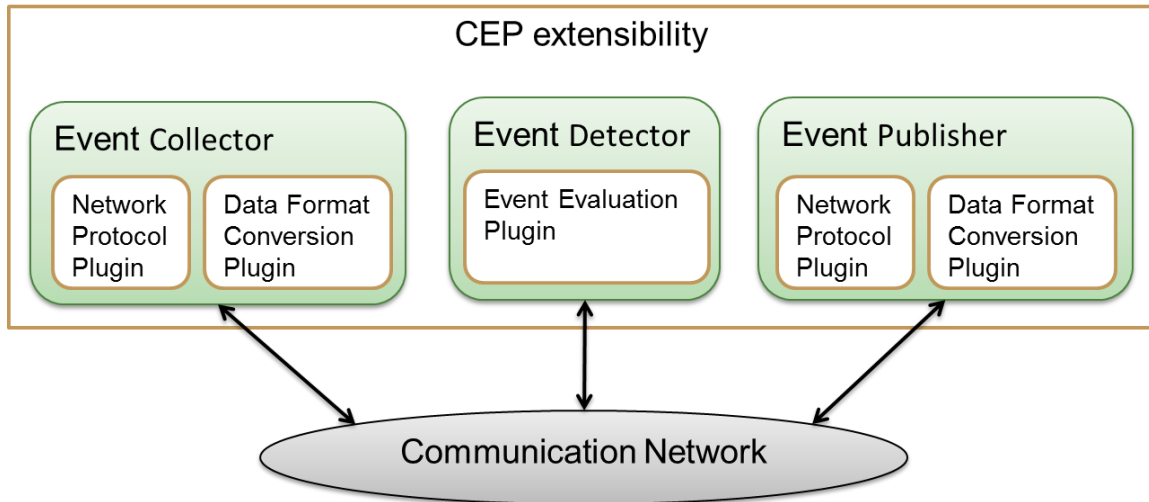 CEP extensibility
Event Collector
Network
Protocol
Plugin
Data Format
Conversion
Plugin
Event Detector
Event Evaluation
Plugin
Event Publisher
Network
Protocol
Plugin
Data Format
Conversion
Plugin
Communication Network